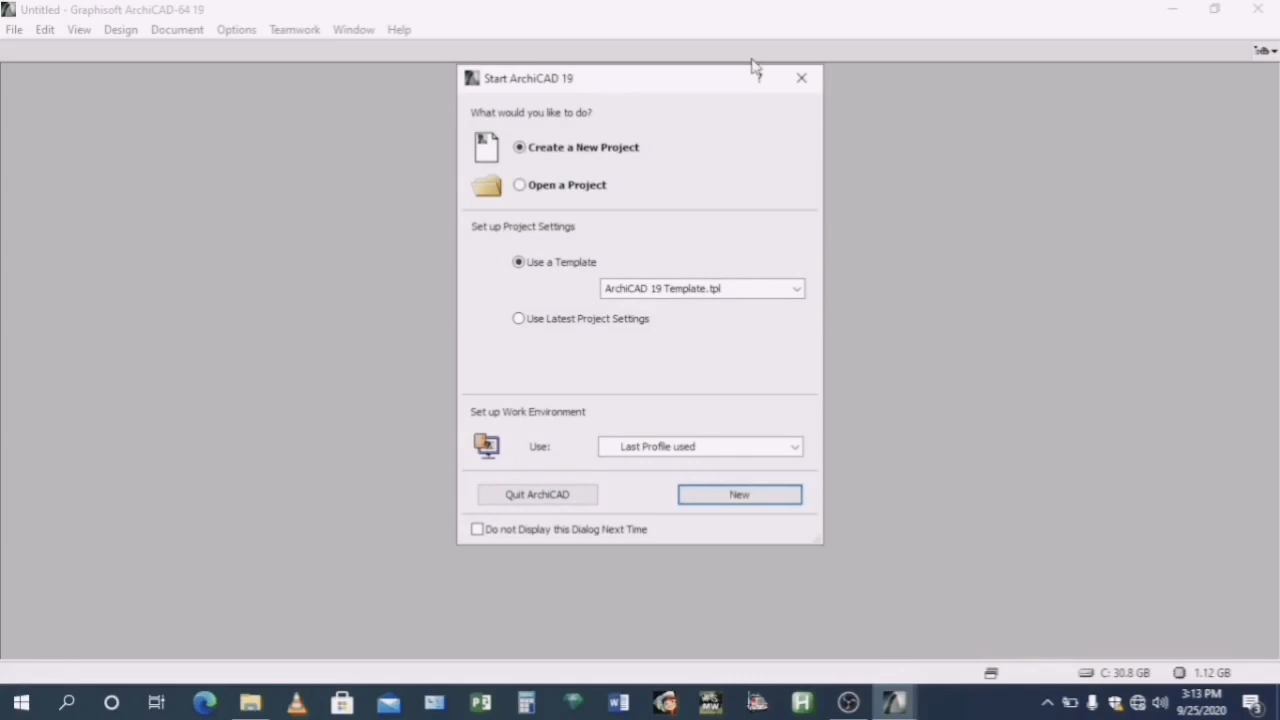 Untitled - Graphisoft ArchiCAD-64 19
File Edit View Design Document Options Teamwork Window Help
Start ArchiCAD 19 ?
What would you like to do?
Create a New Project
Open a Project
Set up Project Settings
Use a Template
ArchiCAD 19 Template.tpl
Use Latest Project Settings
Set up Work Environment
Use: Last Profile used
Quit ArchiCAD New
Do not Display this Dialog Next Time
C: 30.8 GB 1.12 GB
3:13 PM
9/25/2020
3